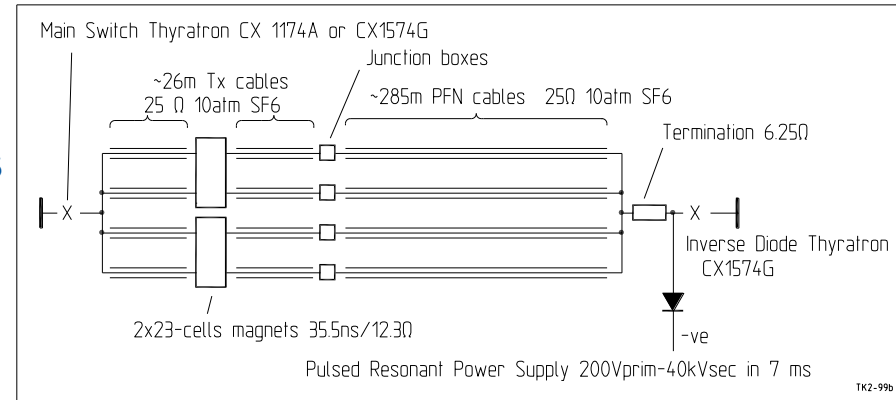 Main Switch Thyratron CX 1174A or CX1574G
Junction boxes
~26m Tx cables
25 Ω 10atm SF6
~285m PFN cables 25Ω 10atm SF6
Termination 6.25Ω
X
X
Inverse Diode Thyratron
CX1574G
2x23-cells magnets 35.5ns/12.3Ω
-ve
Pulsed Resonant Power Supply 200Vprim-40kVsec in 7 ms
TK2-99b